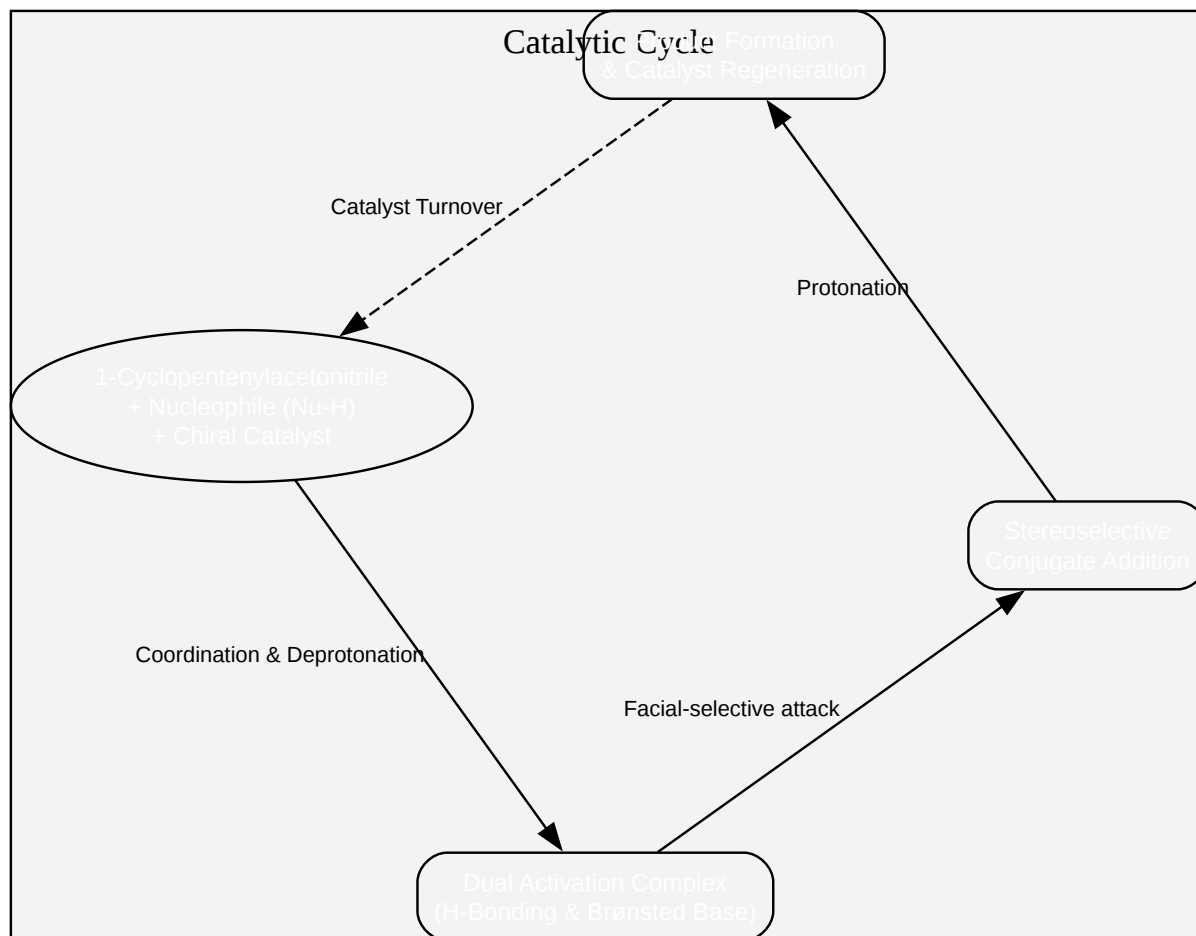 Catalytic Cycle
Product Formation
& Catalyst Regeneration
Catalyst Turnover
Protonation
1-Cyclopentenylacetonitrile
+ Nucleophile (Nu-H)
+ Chiral Catalyst
Stereoselective
Conjugate Addition
Coordination & Deprotonation
Facial-selective attack
Dual Activation Complex
(H-Bonding & Brønsted Base)